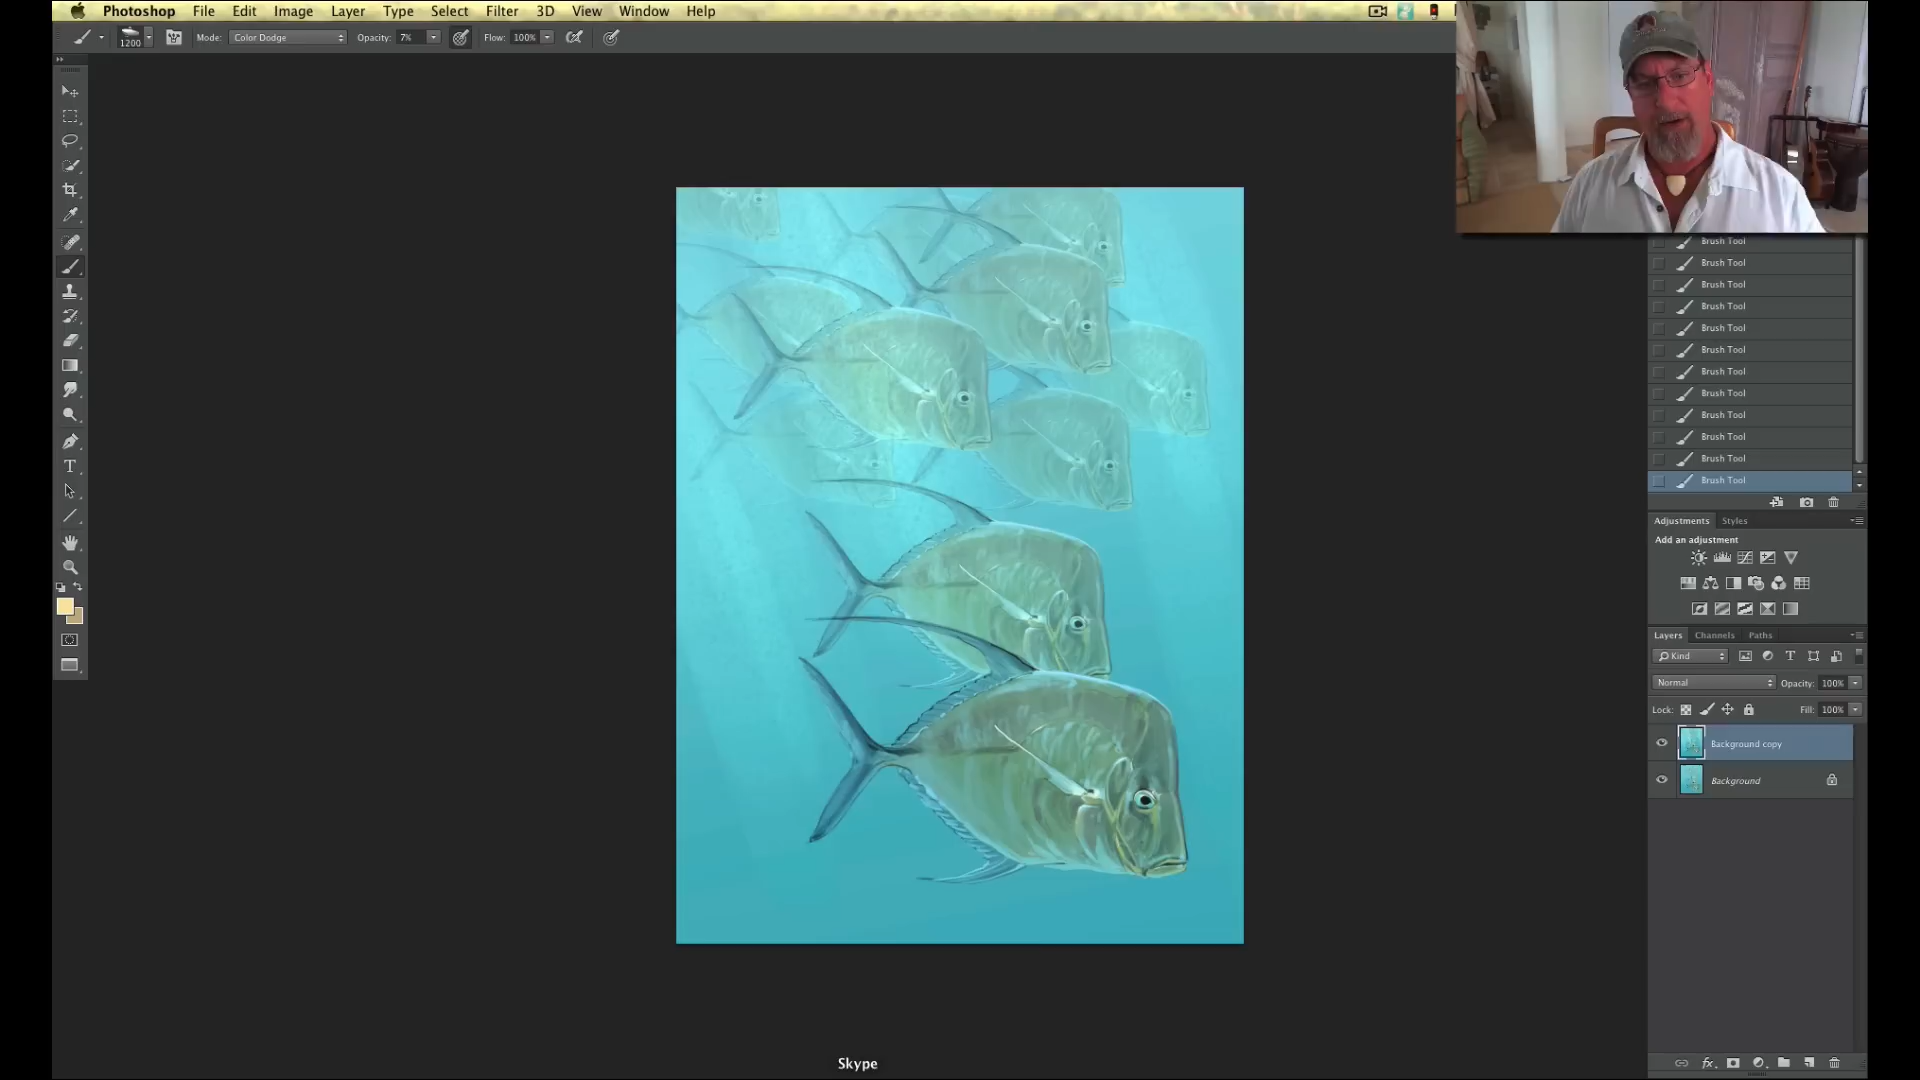 Photoshop File Edit Image Layer Type Select Filter 3D View Window Help
1200 Mode: Color Dodge Opacity: 7% Flow: 100%
Brush Tool
Brush Tool
Brush Tool
Brush Tool
Brush Tool
Brush Tool
Brush Tool
Brush Tool
Brush Tool
Brush Tool
Brush Tool
Brush Tool
Adjustments Styles
Add an adjustment
Layers Channels Paths
Kind
Normal Opacity: 100%
Lock: Fill: 100%
Background copy
Background
Skype